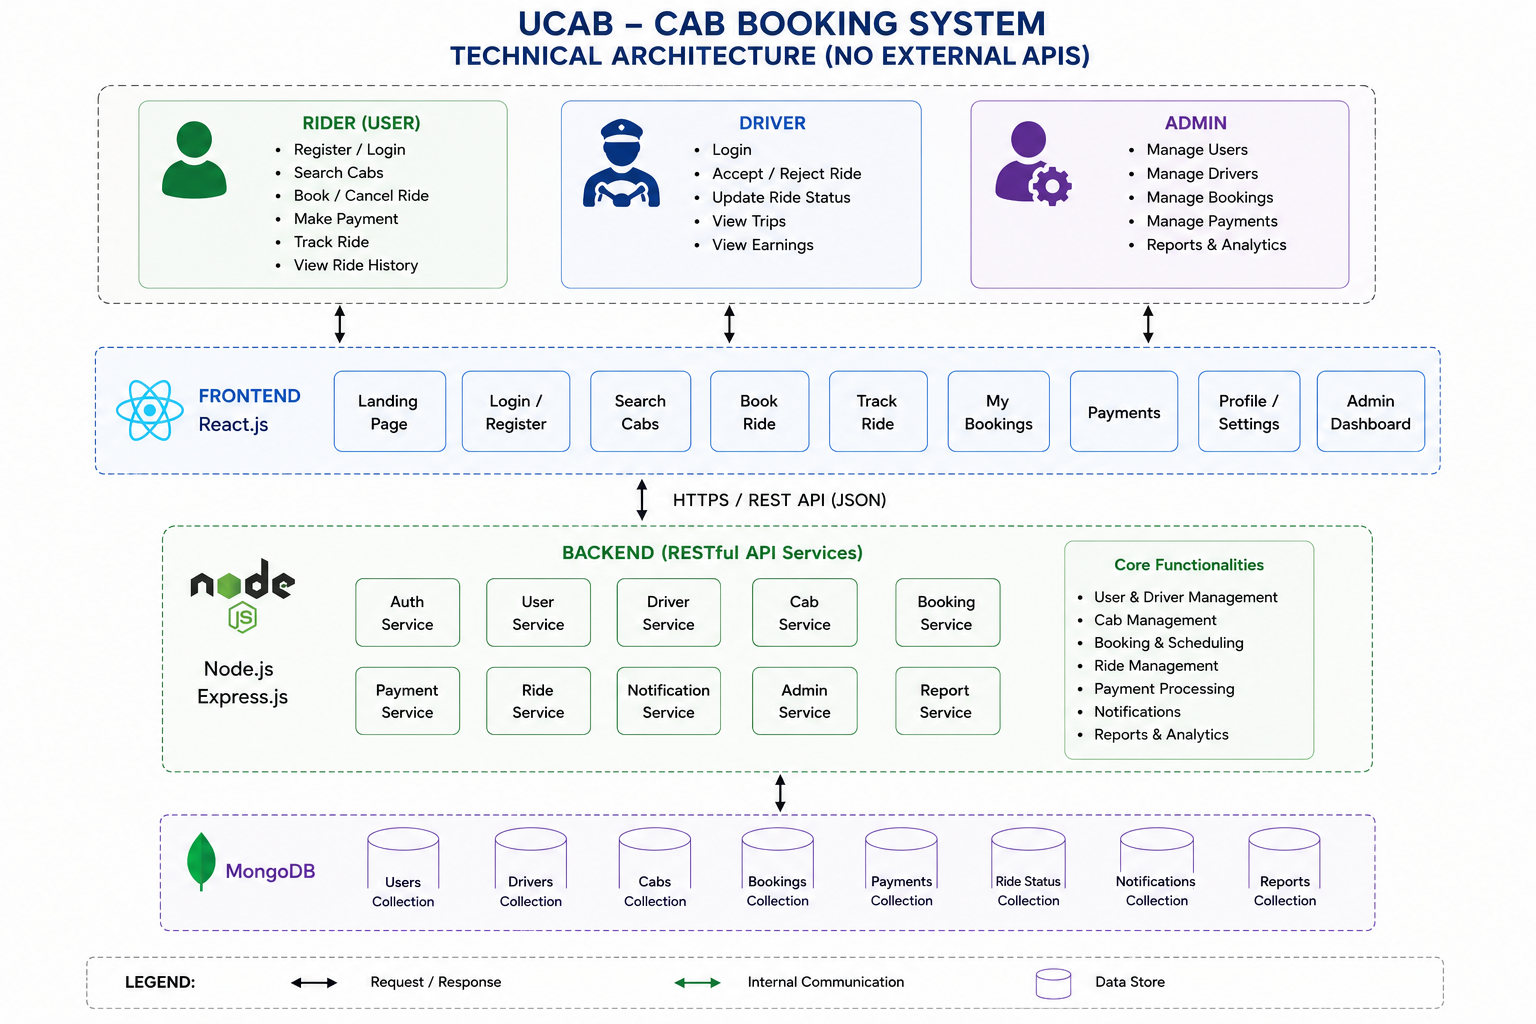 UCAB – CAB BOOKING SYSTEM
TECHNICAL ARCHITECTURE (NO EXTERNAL APIS)
RIDER (USER)
• Register / Login
• Search Cabs
• Book / Cancel Ride
• Make Payment
• Track Ride
• View Ride History
DRIVER
• Login
• Accept / Reject Ride
• Update Ride Status
• View Trips
• View Earnings
ADMIN
• Manage Users
• Manage Drivers
• Manage Bookings
• Manage Payments
• Reports & Analytics
FRONTEND
React.js
Landing
Page
Login /
Register
Search
Cabs
Book
Ride
Track
Ride
My
Bookings
Payments
Profile /
Settings
Admin
Dashboard
HTTPS / REST API (JSON)
BACKEND (RESTful API Services)
node
JS
Node.js
Express.js
Auth
Service
User
Service
Driver
Service
Cab
Service
Booking
Service
Payment
Service
Ride
Service
Notification
Service
Admin
Service
Report
Service
Core Functionalities
• User & Driver Management
• Cab Management
• Booking & Scheduling
• Ride Management
• Payment Processing
• Notifications
• Reports & Analytics
MongoDB
Users
Collection
Drivers
Collection
Cabs
Collection
Bookings
Collection
Payments
Collection
Ride Status
Collection
Notifications
Collection
Reports
Collection
LEGEND:
Request / Response
Internal Communication
Data Store